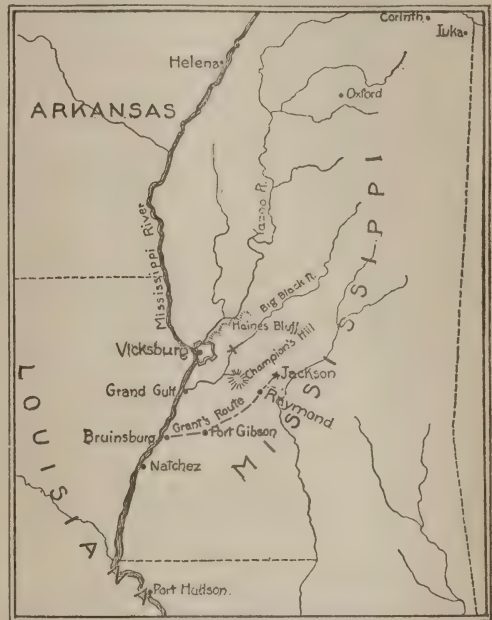 Corinth.
Iuka
Helena
ARKANSAS
Oxford
Yazoo R.
MISSISSIPPI
Mississippi River
Big Black R.
Haines Bluff
Vicksburg
Champion's Hill
Jackson
Grand Gulf
Raymond
Grant's Route
LOUISIANA
Bruinsburg
Port Gibson
Natchez
Port Hudson.